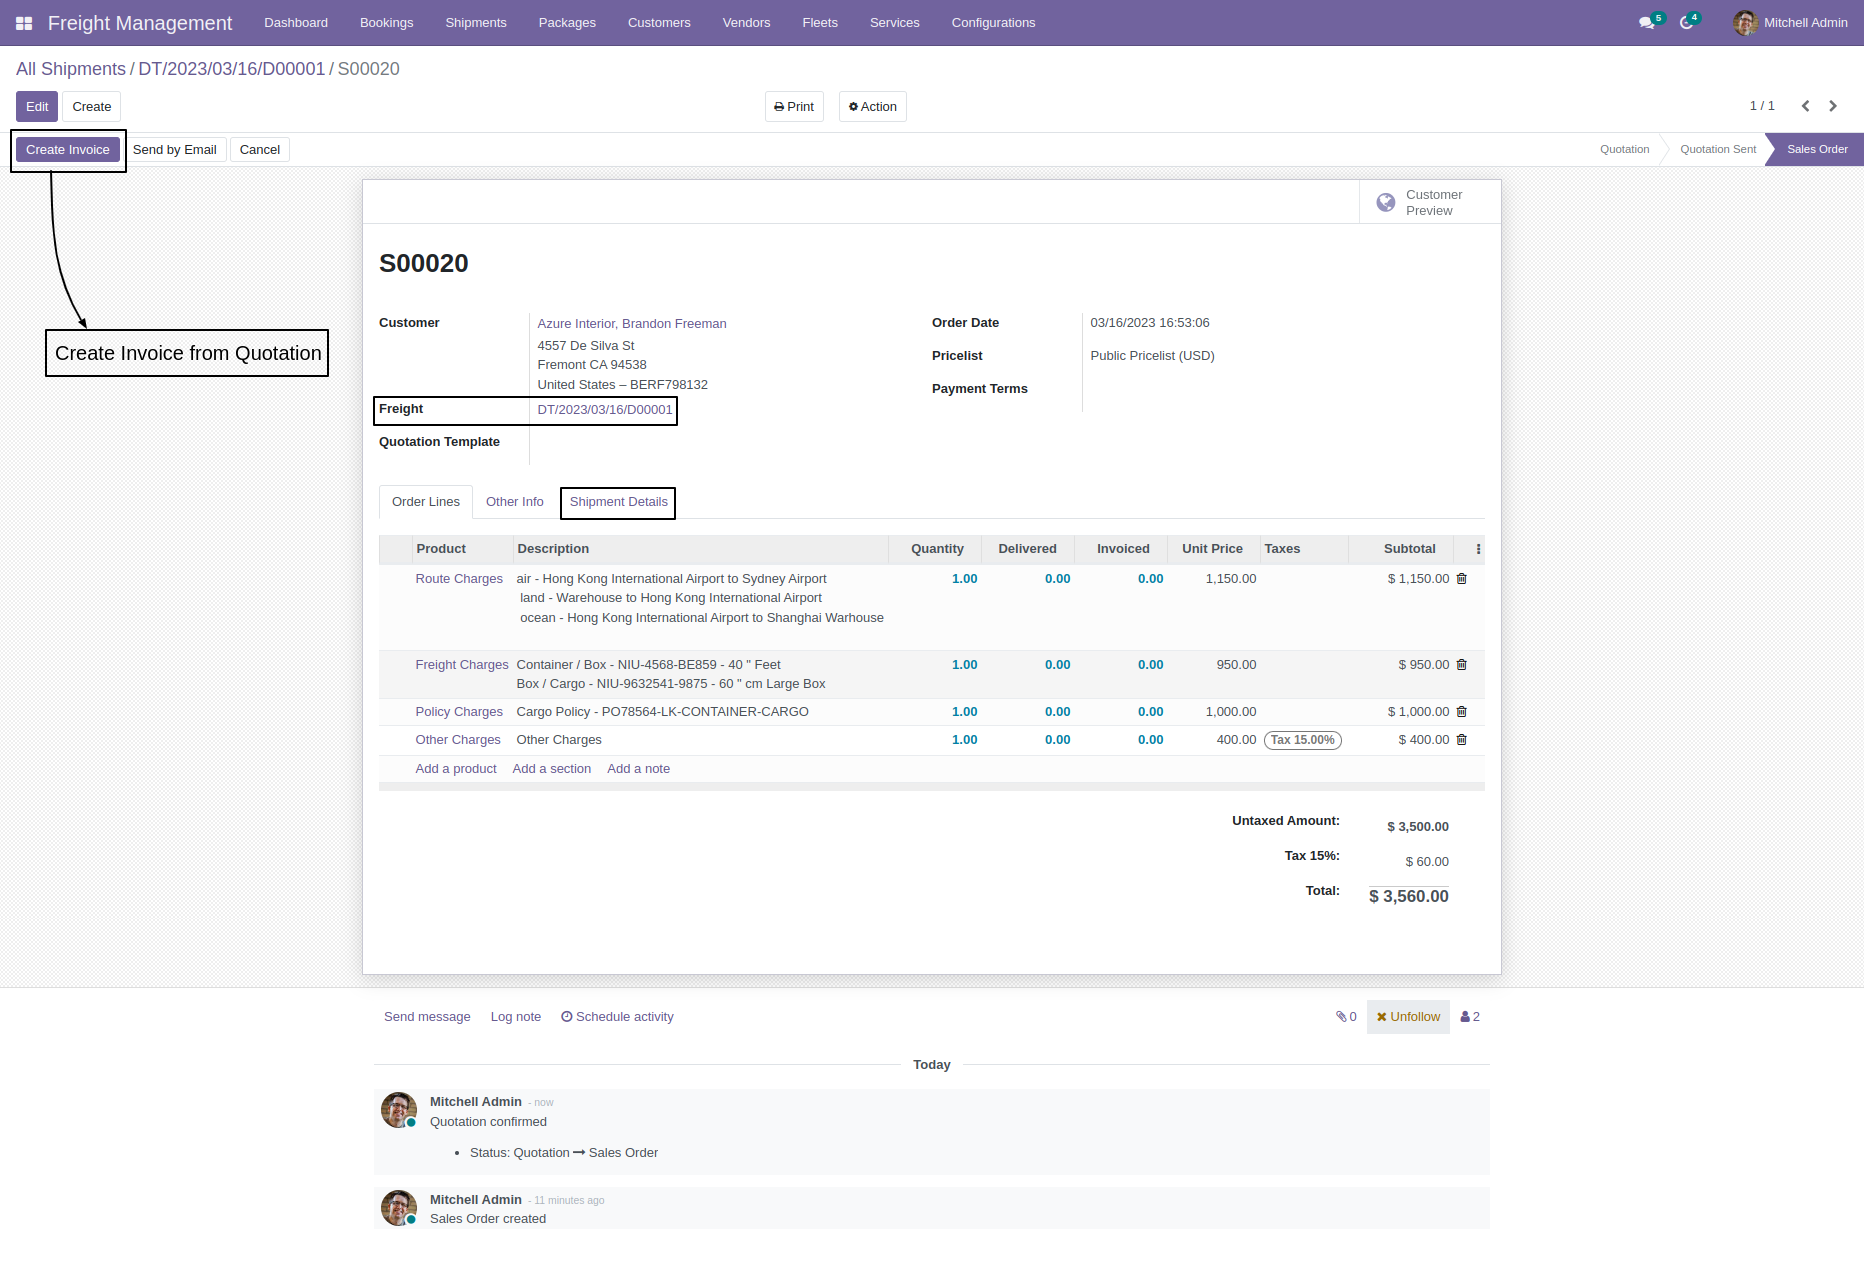 Freight Management Dashboard Bookings Shipments Packages Customers Vendors Fleets Services Configurations 5 4 Mitchell Admin
All Shipments / DT/2023/03/16/D00001 / S00020
Edit Create Print Action 1 / 1
Create Invoice Send by Email Cancel Quotation Quotation Sent Sales Order
Customer
Preview
S00020
Create Invoice from Quotation
Customer Azure Interior, Brandon Freeman
4557 De Silva St
Fremont CA 94538
United States – BERF798132
Freight DT/2023/03/16/D00001
Quotation Template
Order Date 03/16/2023 16:53:06
Pricelist Public Pricelist (USD)
Payment Terms
Order Lines Other Info Shipment Details
Product Description Quantity Delivered Invoiced Unit Price Taxes Subtotal
Route Charges air - Hong Kong International Airport to Sydney Airport 1.00 0.00 0.00 1,150.00 $ 1,150.00
land - Warehouse to Hong Kong International Airport
ocean - Hong Kong International Airport to Shanghai Warhouse
Freight Charges Container / Box - NIU-4568-BE859 - 40 " Feet 1.00 0.00 0.00 950.00 $ 950.00
Box / Cargo - NIU-9632541-9875 - 60 " cm Large Box
Policy Charges Cargo Policy - PO78564-LK-CONTAINER-CARGO 1.00 0.00 0.00 1,000.00 $ 1,000.00
Other Charges Other Charges 1.00 0.00 0.00 400.00 Tax 15.00% $ 400.00
Add a product Add a section Add a note
Untaxed Amount: $ 3,500.00
Tax 15%: $ 60.00
Total: $ 3,560.00
Send message Log note Schedule activity 0 Unfollow 2
Today
Mitchell Admin - now
Quotation confirmed
• Status: Quotation → Sales Order
Mitchell Admin - 11 minutes ago
Sales Order created